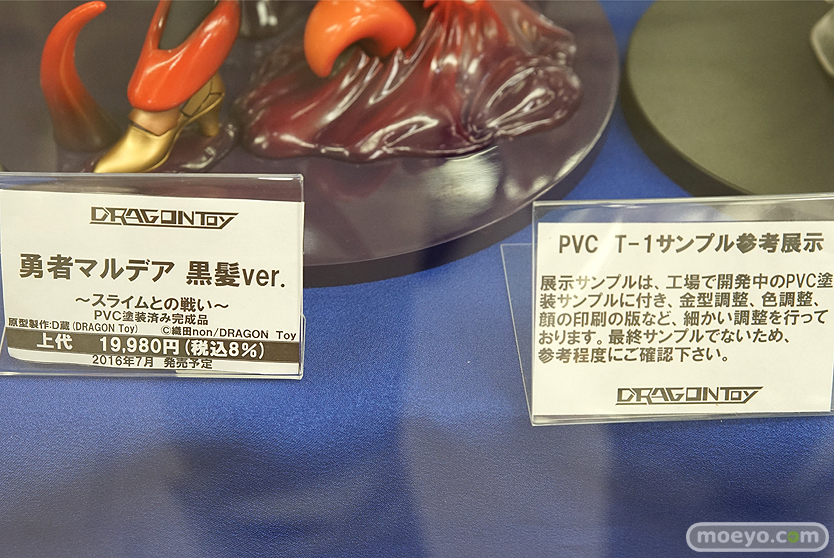 DRAGONToy
勇者マルデア 黒髪ver.
～スライムとの戦い～
PVC塗装済み完成品
原型製作:D蔵(DRAGON Toy) ©織田non/DRAGON Toy
上代 19,980円(税込8%)
2016年7月 発売予定
PVC T-1サンプル参考展示
展示サンプルは、工場で開発中のPVC塗
装サンプルに付き、金型調整、色調整、
顔の印刷の版など、細かい調整を行って
おります。最終サンプルでないため、
参考程度にご確認下さい。
DRAGONToy
moeyo.com